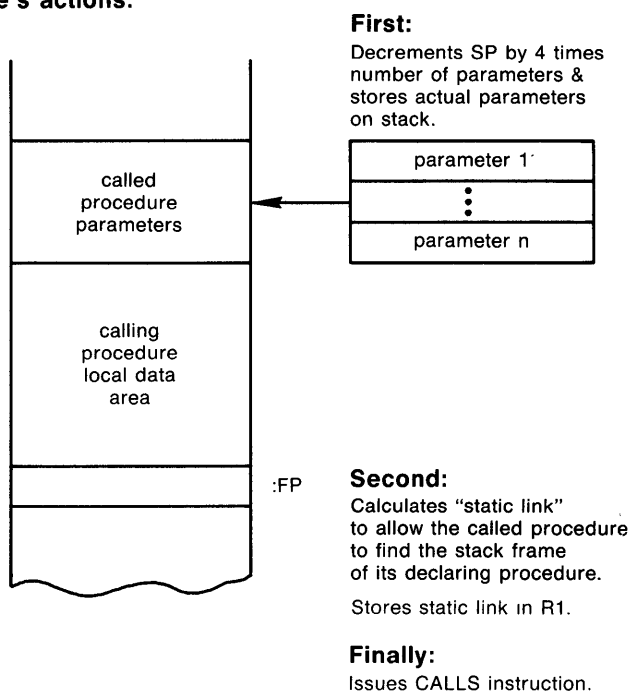 e's actions:
First:
Decrements SP by 4 times
number of parameters &
stores actual parameters
on stack.
parameter 1
parameter n
called
procedure
parameters
calling
procedure
local data
area
:FP
Second:
Calculates “static link”
to allow the called procedure
to find the stack frame
of its declaring procedure.
Stores static link in R1.
Finally:
Issues CALLS instruction.